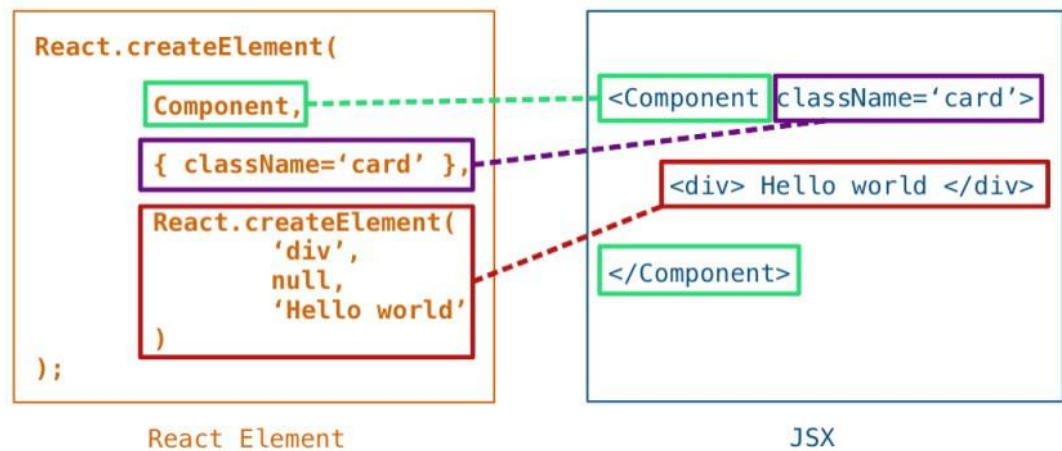 React.createElement(
Component,
{ className=‘card’ },
React.createElement(
‘div’,
null,
‘Hello world’
)
);
React Element
<Component className=‘card’>
<div> Hello world </div>
</Component>
JSX